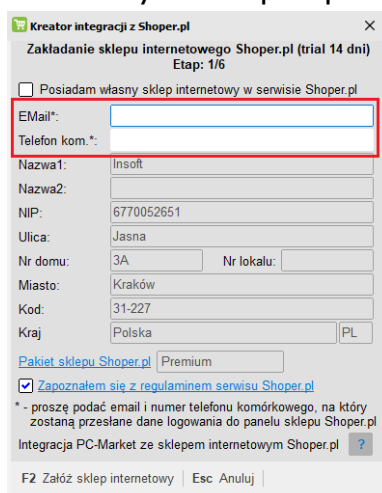 Kreator integracji z Shoper.pl
Zakładanie sklepu internetowego Shoper.pl (trial 14 dni)
Etap: 1/6
Posiadam własny sklep internetowy w serwisie Shoper.pl
EMail*:
Telefon kom.*:
Nazwa1: Insoft
Nazwa2:
NIP: 6770052651
Ulica: Jasna
Nr domu: 3A Nr lokalu:
Miasto: Kraków
Kod: 31-227
Kraj Polska PL
Pakiet sklepu Shoper.pl Premium
Zapoznałem się z regulaminem serwisu Shoper.pl
* - proszę podać email i numer telefonu komórkowego, na który
zostaną przesłane dane logowania do panelu sklepu Shoper.pl
Integracja PC-Market ze sklepem internetowym Shoper.pl ?
F2 Załóż sklep internetowy Esc Anuluj